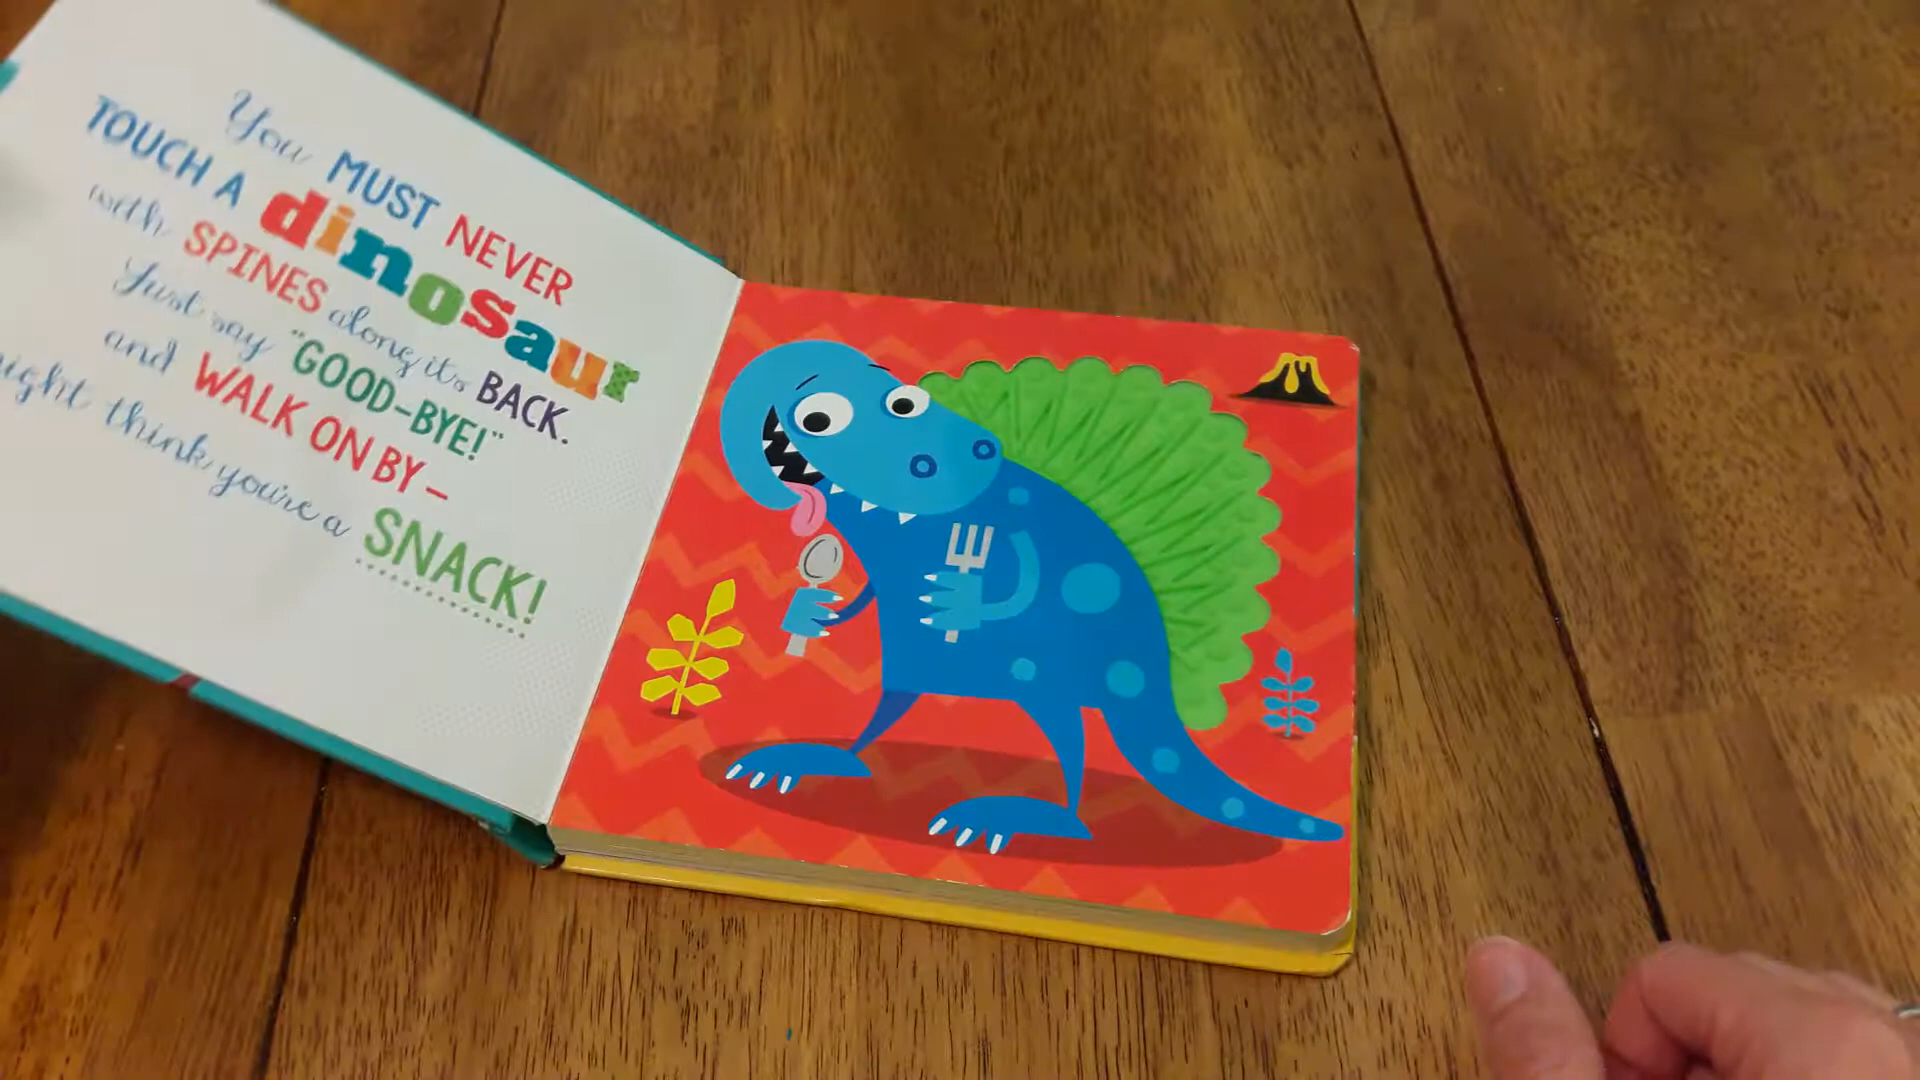 You MUST NEVER
TOUCH A dinosaur
with SPINES along its BACK.
Just say "GOOD-BYE!"
and WALK ON BY –
might think you're a SNACK!